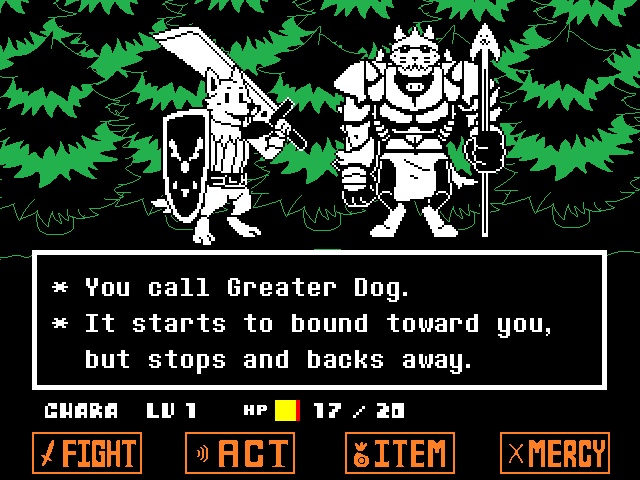 * You call Greater Dog.
* It starts to bound toward you,
but stops and backs away.
CHARA LV 1 HP 17 / 20
FIGHT ACT ITEM MERCY